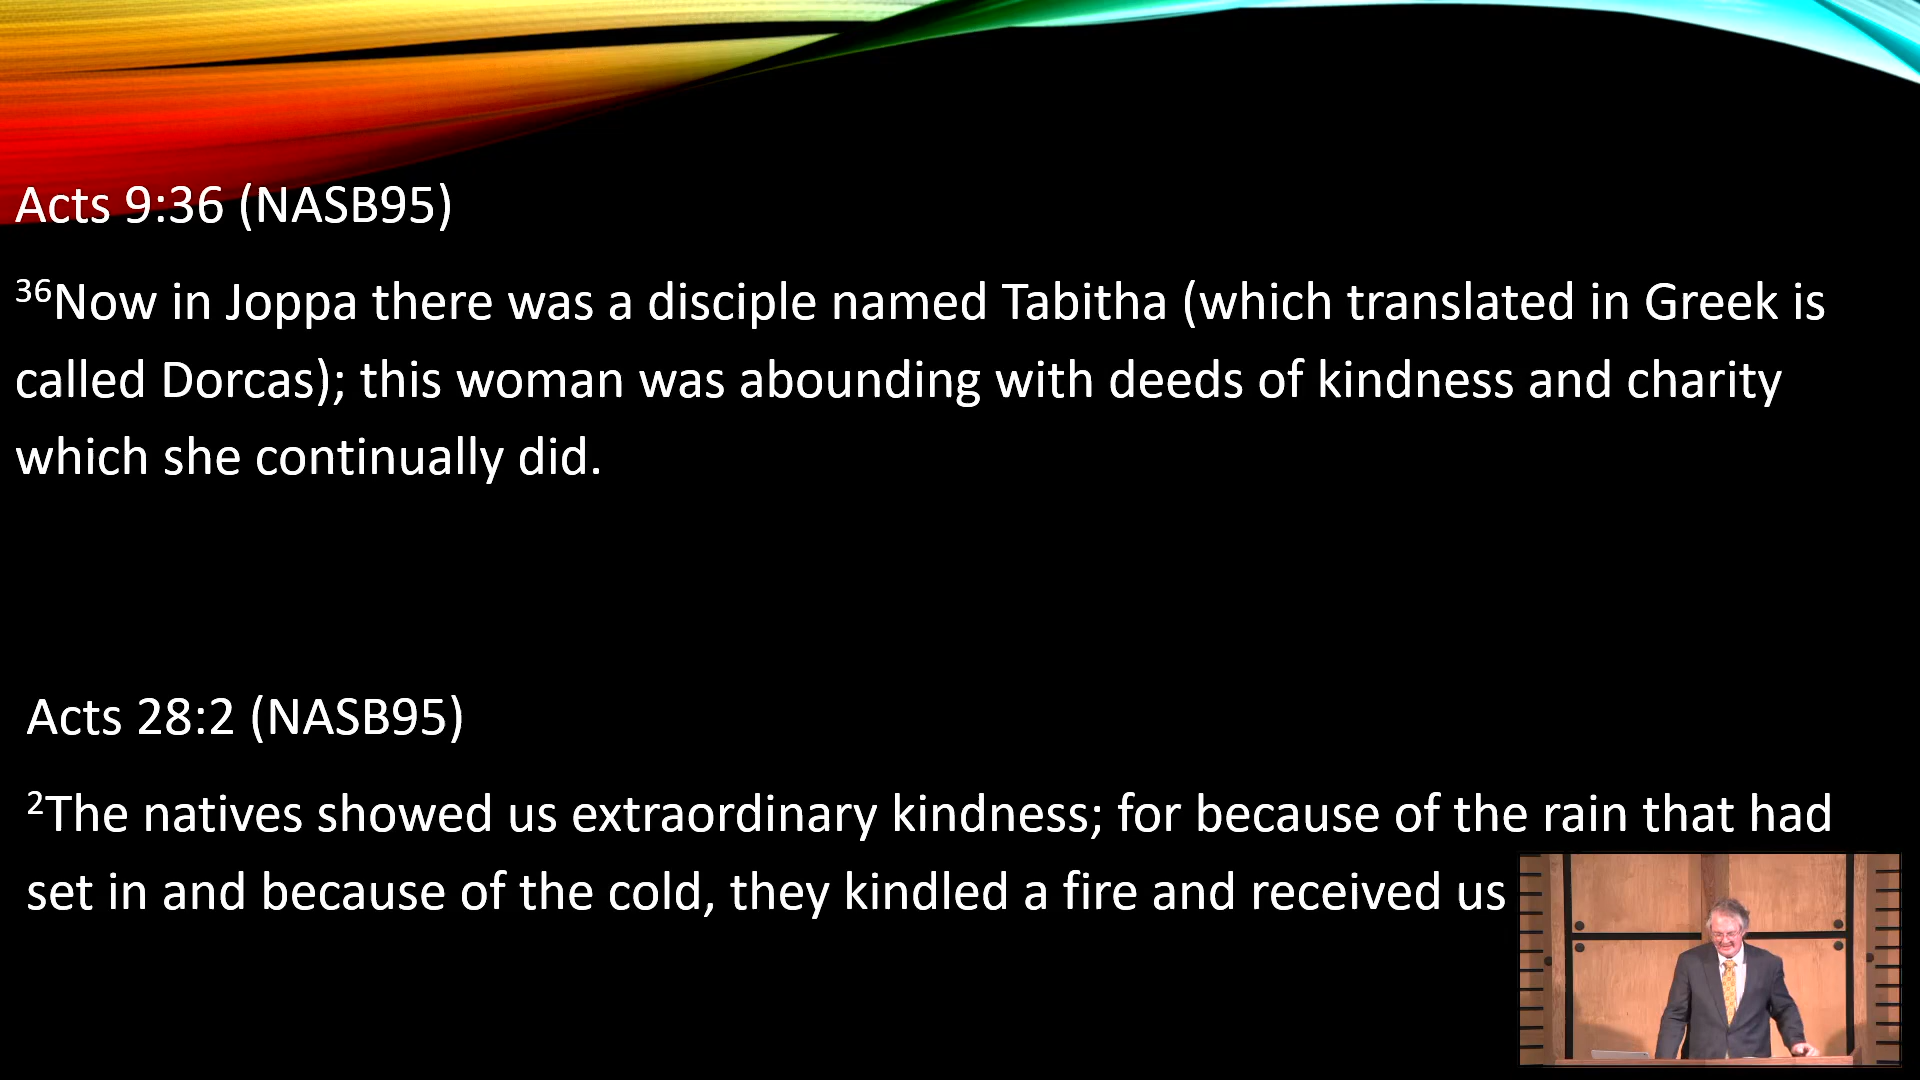 Acts 9:36 (NASB95)
36Now in Joppa there was a disciple named Tabitha (which translated in Greek is
called Dorcas); this woman was abounding with deeds of kindness and charity
which she continually did.
Acts 28:2 (NASB95)
2The natives showed us extraordinary kindness; for because of the rain that had
set in and because of the cold, they kindled a fire and received us